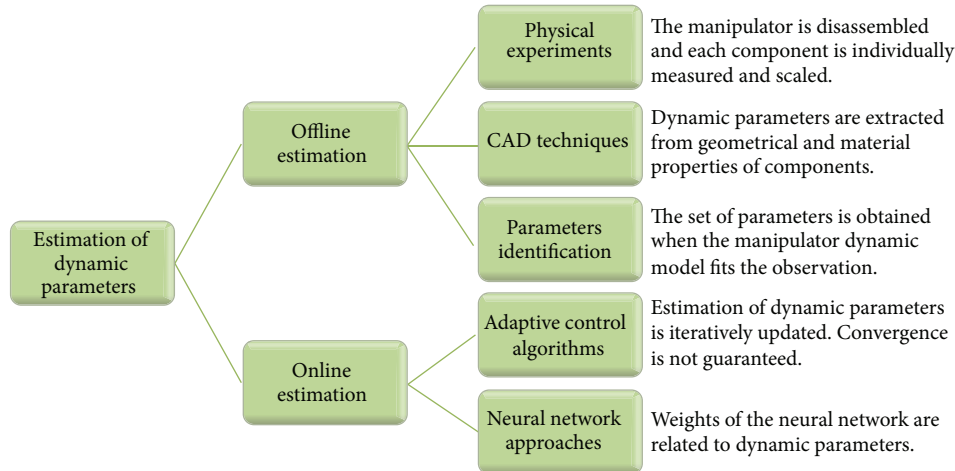 Estimation of
dynamic
parameters
Offline
estimation
Physical
experiments
The manipulator is disassembled
and each component is individually
measured and scaled.
CAD techniques
Dynamic parameters are extracted
from geometrical and material
properties of components.
Parameters
identification
The set of parameters is obtained
when the manipulator dynamic
model fits the observation.
Online
estimation
Adaptive control
algorithms
Estimation of dynamic parameters
is iteratively updated. Convergence
is not guaranteed.
Neural network
approaches
Weights of the neural network are
related to dynamic parameters.